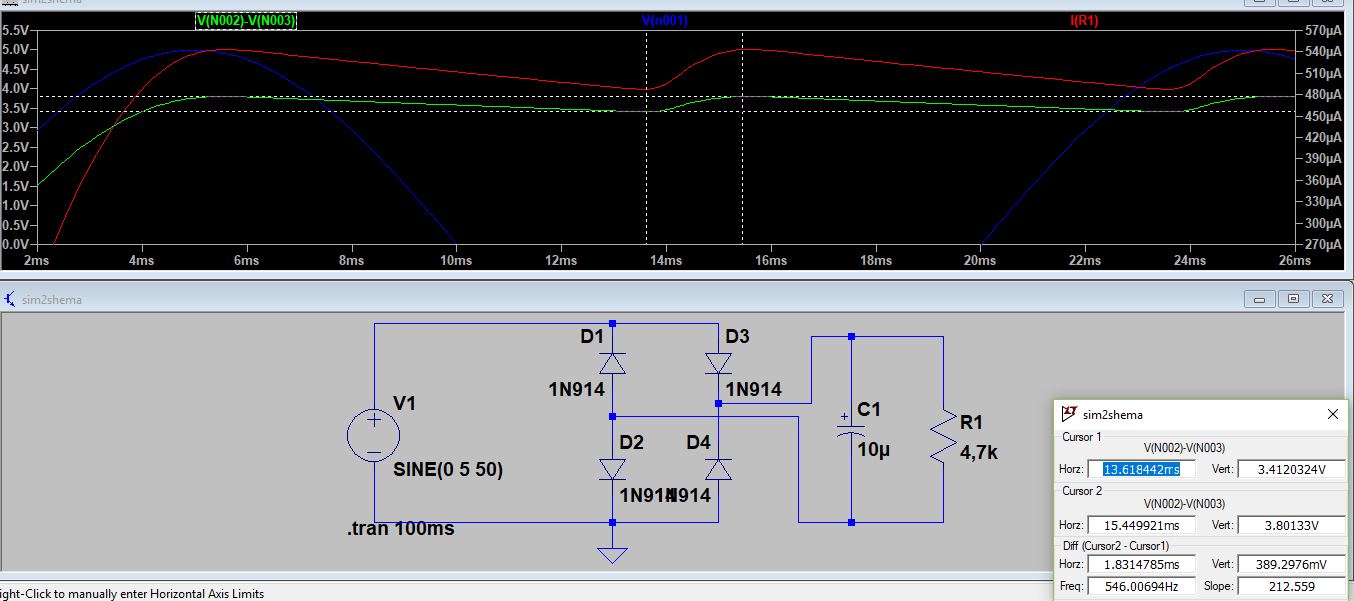 sim2shema
V(N002)-V(N003) V(n001) I(R1)
5.5V 570µA
5.0V 540µA
4.5V 510µA
4.0V 480µA
3.5V 450µA
3.0V 420µA
2.5V 390µA
2.0V 360µA
1.5V 330µA
1.0V 300µA
0.5V
0.0V 270µA
2ms 4ms 6ms 8ms 10ms 12ms 14ms 16ms 18ms 20ms 22ms 24ms 26ms
sim2shema
D1 D3
1N914 1N914
V1
D2 D4
C1
R1
10µ
4,7k
SINE(0 5 50)
1N914 1N914
.tran 100ms
sim2shema
Cursor 1
V(N002)-V(N003)
Horz: 13.618442ms Vert: 3.4120324V
Cursor 2
V(N002)-V(N003)
Horz: 15.449921ms Vert: 3.80133V
Diff (Cursor2 - Cursor1)
Horz: 1.8314785ms Vert: 389.2976mV
Freq: 546.00694Hz Slope: 212.559
ight-Click to manually enter Horizontal Axis Limits